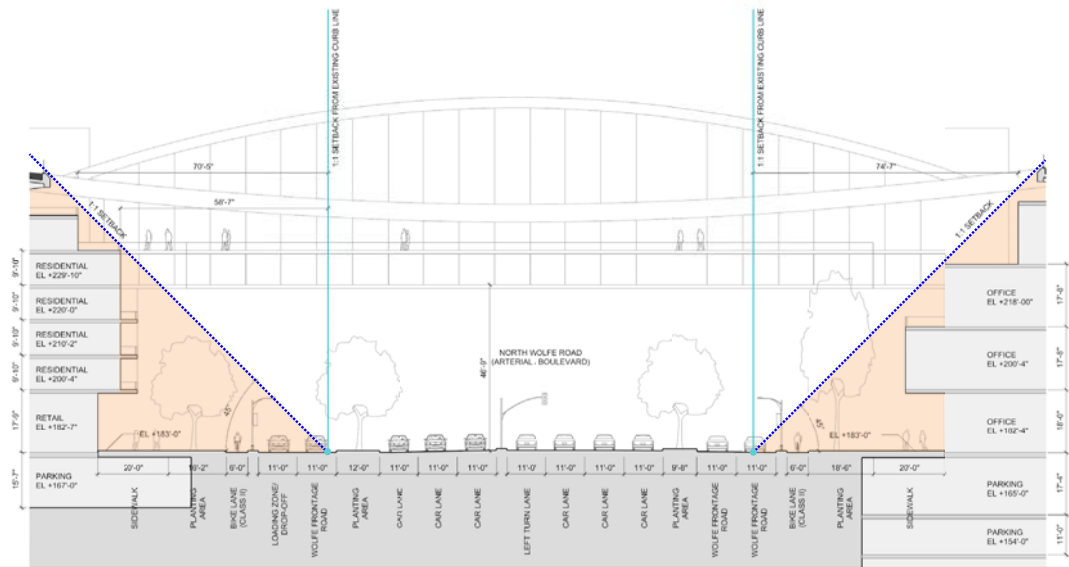 1:1 SETBACK FROM EXISTING CURB LINE
1:1 SETBACK FROM EXISTING CURB LINE
70'-5"
74'-7"
58'-7"
1:1 SETBACK
1:1 SETBACK
9'-10"
RESIDENTIAL
EL +229'-10"
9'-10"
RESIDENTIAL
EL +220'-0"
9'-10"
RESIDENTIAL
EL +210'-2"
9'-10"
RESIDENTIAL
EL +200'-4"
RETAIL
EL +182'-7"
15'-7"
PARKING
EL +167'-0"
OFFICE
EL +218'-00"
17'-8"
OFFICE
EL +200'-4"
17'-8"
OFFICE
EL +182'-4"
18'-0"
PARKING
EL +165'-0"
17'-4"
PARKING
EL +154'-0"
11'-0"
46'-9"
NORTH WOLFE ROAD
(ARTERIAL . BOULEVARD)
45°
45°
EL +183'-0"
EL +183'-0"
20'-0"
16'-2"
6'-0"
11'-0"
11'-0"
12'-0"
11'-0"
11'-0"
11'-0"
11'-0"
11'-0"
11'-0"
11'-0"
9'-8"
11'-0"
11'-0"
6'-0"
18'-6"
20'-0"
SIDEWALK
PLANTING
AREA
BIKE LANE
(CLASS II)
LOADING ZONE/
DROP-OFF
WOLFE FRONTAGE
ROAD
PLANTING
AREA
CAR LANE
CAR LANE
CAR LANE
LEFT TURN LANE
CAR LANE
CAR LANE
CAR LANE
PLANTING
AREA
WOLFE FRONTAGE
ROAD
WOLFE FRONTAGE
ROAD
BIKE LANE
(CLASS II)
PLANTING
AREA
SIDEWALK